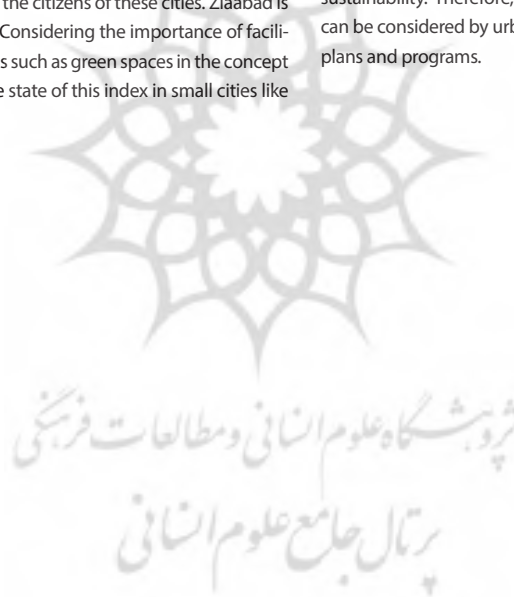 the citizens of these cities. Ziaabad is
Considering the importance of facili-
s such as green spaces in the concept
e state of this index in small cities like
sustainability. Therefore,
can be considered by urb
plans and programs.
پژوهشگاه علوم انسانی و مطالعات فرهنگی
پرتال جامع علوم انسانی